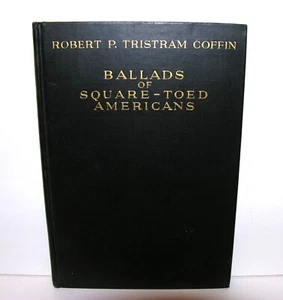 ROBERT P. TRISTRAM COFFIN
BALLADS
OF
SQUARE-TOED
AMERICANS